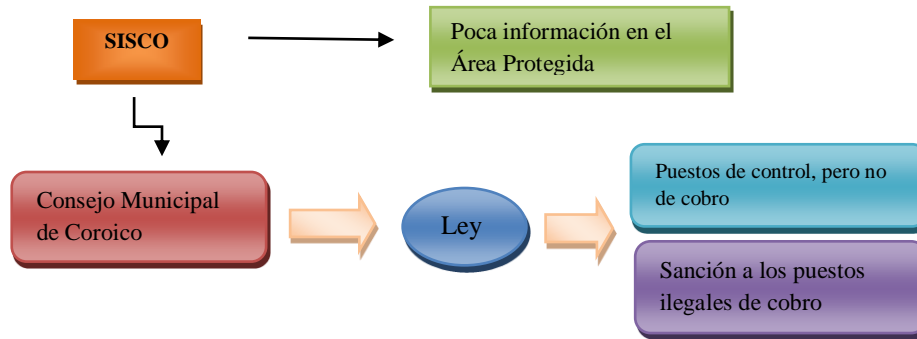 SISCO
Poca información en el
Área Protegida
Consejo Municipal
de Coroico
Ley
Puestos de control, pero no
de cobro
Sanción a los puestos
ilegales de cobro